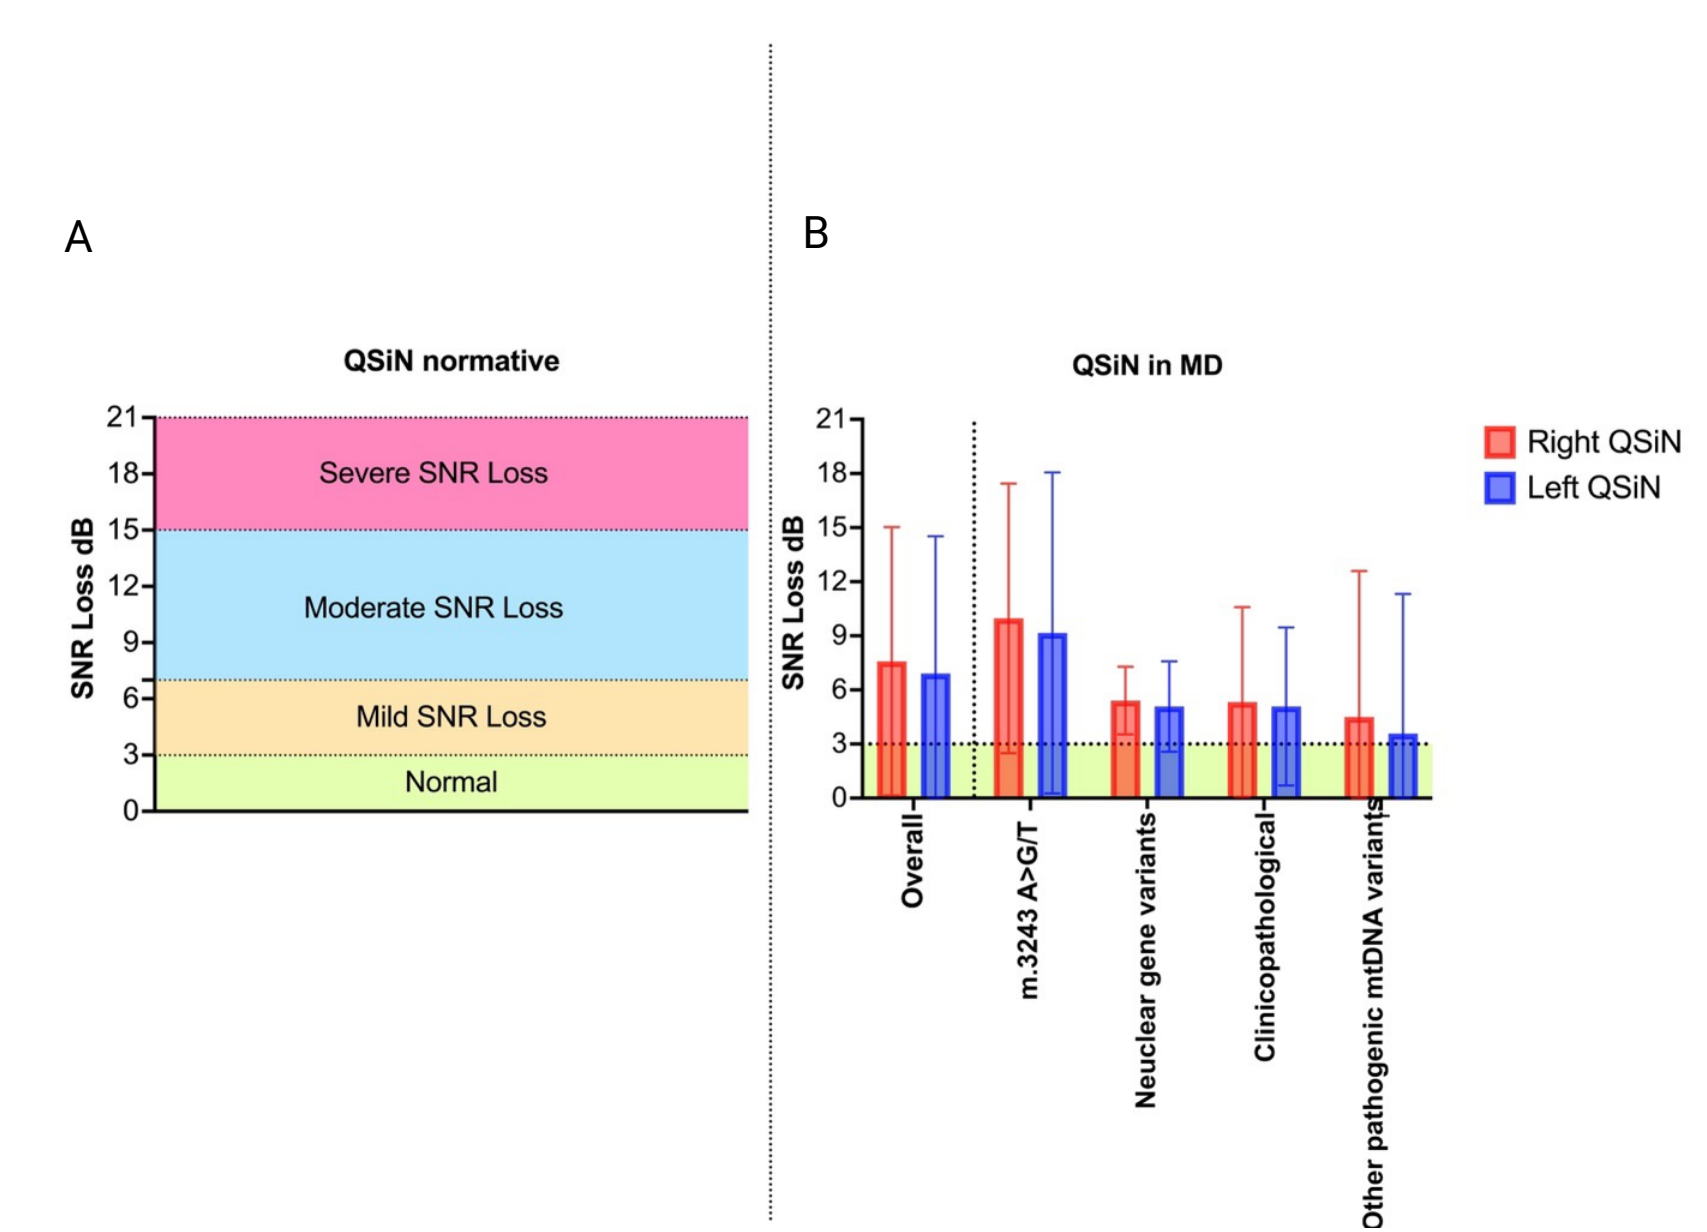 A
QSiN normative
SNR Loss dB
21
18
15
12
9
6
3
0
Severe SNR Loss
Moderate SNR Loss
Mild SNR Loss
Normal
B
QSiN in MD
SNR Loss dB
21
18
15
12
9
6
3
0
Overall
m.3243 A>G/T
Neuclear gene variants
Clinicopathological
Other pathogenic mtDNA variants
Right QSiN
Left QSiN